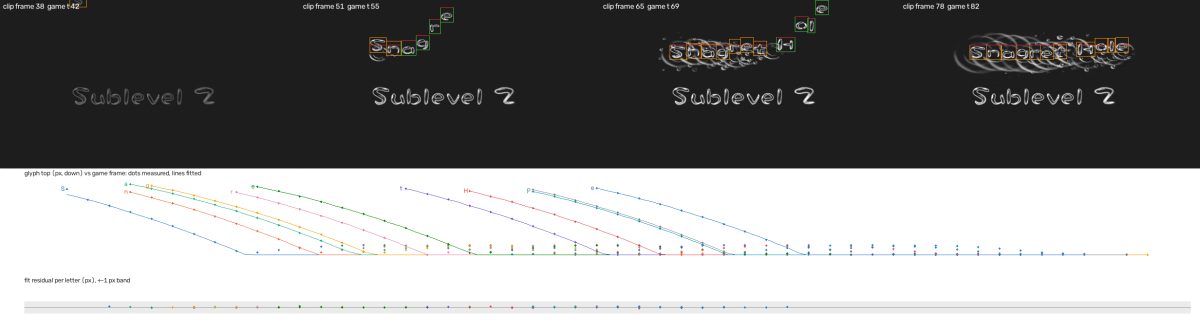 clip frame 38 game t 42
clip frame 51 game t 55
clip frame 65 game t 69
clip frame 78 game t 82
Snagre
Snagret Hole
Sublevel 2
Sublevel 2
Sublevel 2
Sublevel 2
glyph top (px, down) vs game frame: dots measured, lines fitted
S
n
a
g
r
e
t
H
e
fit residual per letter (px), +-1 px band